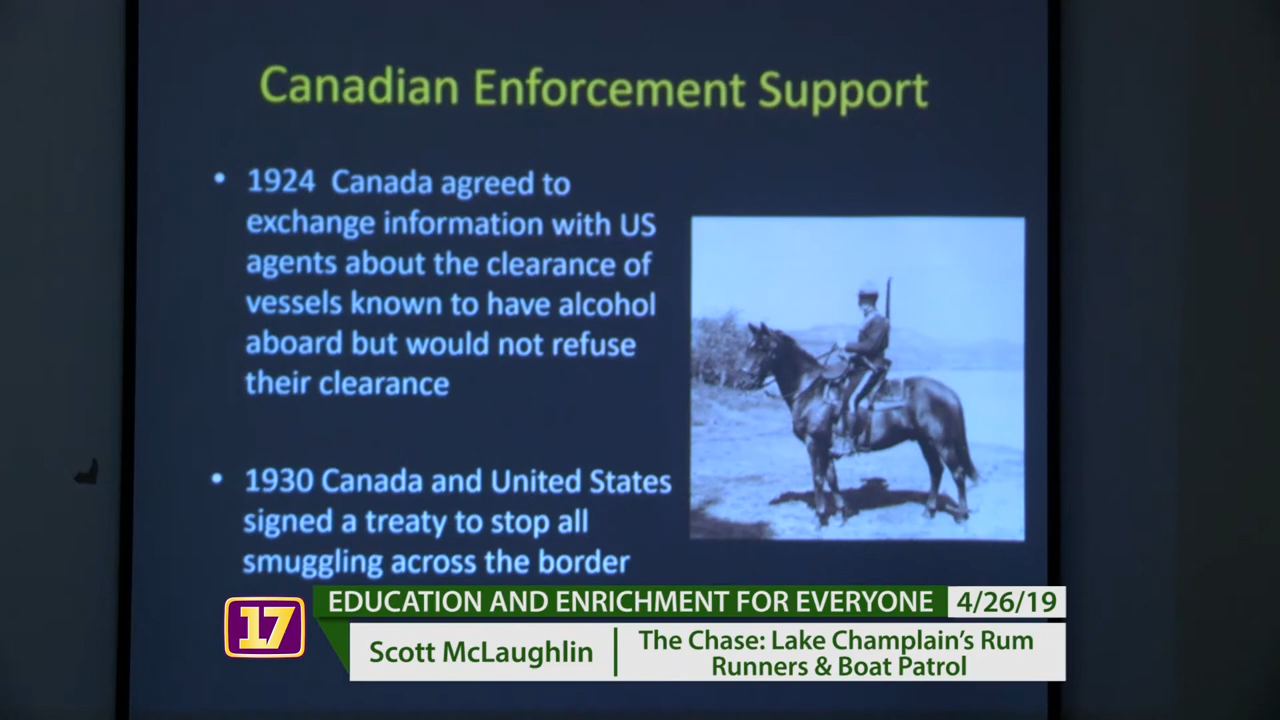 Canadian Enforcement Support
• 1924 Canada agreed to
exchange information with US
agents about the clearance of
vessels known to have alcohol
aboard but would not refuse
their clearance
• 1930 Canada and United States
signed a treaty to stop all
smuggling across the border
17
EDUCATION AND ENRICHMENT FOR EVERYONE
4/26/19
Scott McLaughlin
The Chase: Lake Champlain's Rum
Runners & Boat Patrol